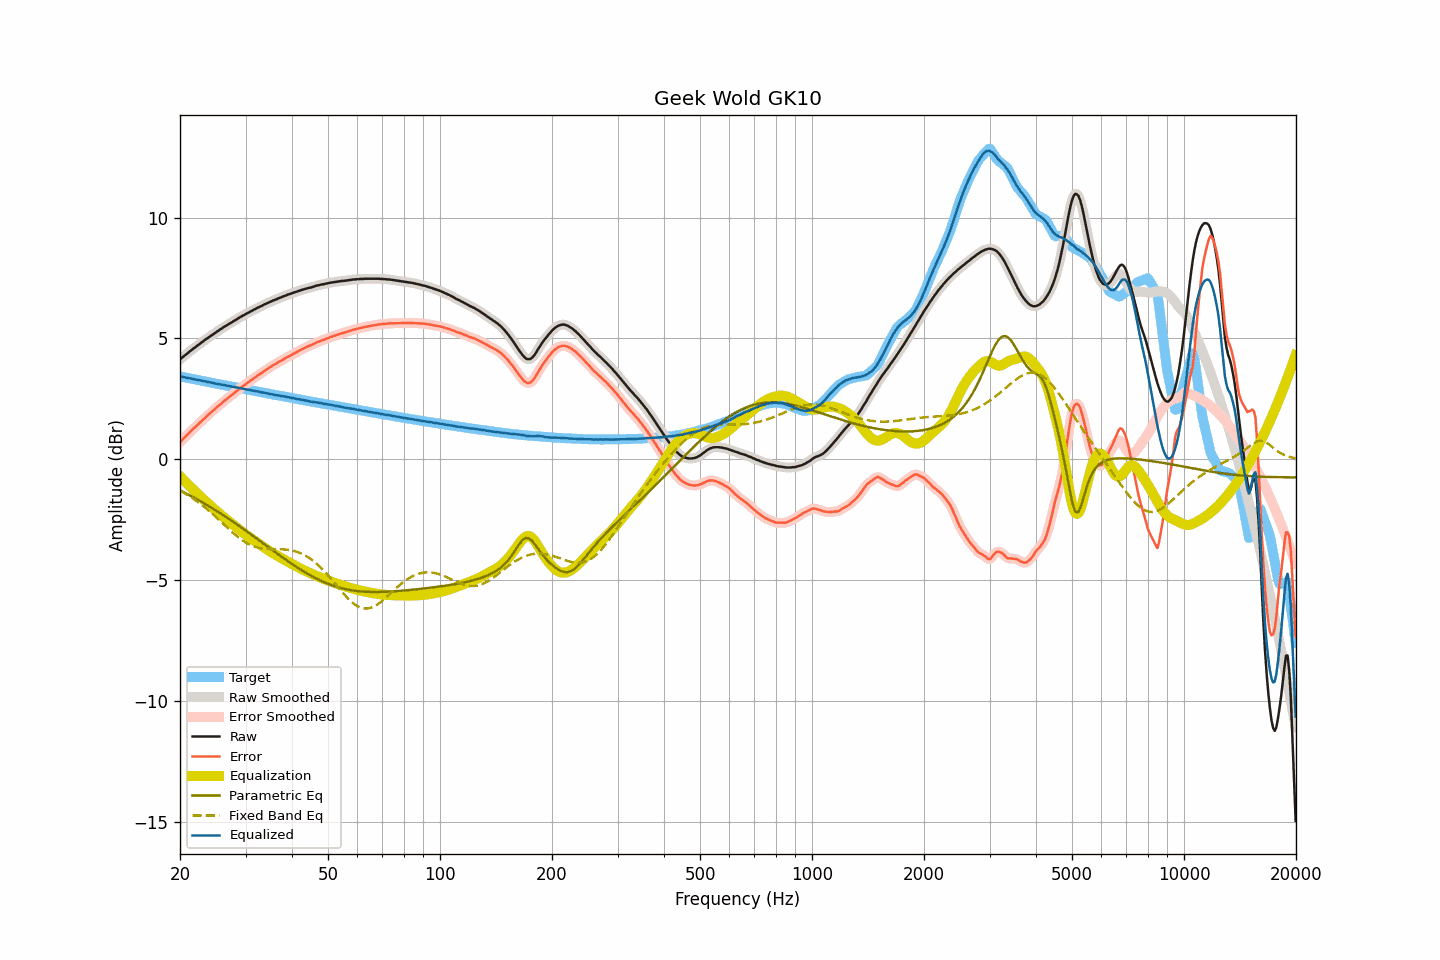 Geek Wold GK10
Amplitude (dBr)
10
5
0
−5
−10
−15
Target
Raw Smoothed
Error Smoothed
Raw
Error
Equalization
Parametric Eq
Fixed Band Eq
Equalized
20 50 100 200 500 1000 2000 5000 10000 20000
Frequency (Hz)